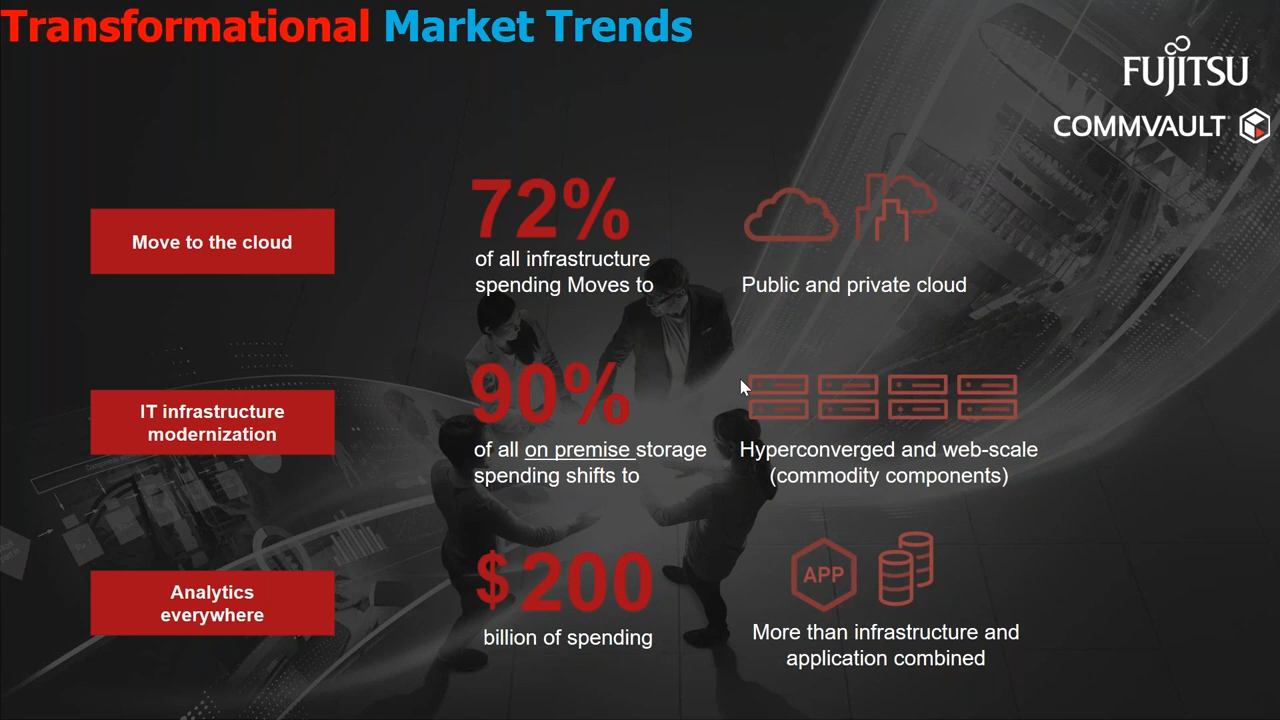 Transformational Market Trends
FUJITSU
COMMVAULT
Move to the cloud
72%
of all infrastructure
spending Moves to
Public and private cloud
IT infrastructure
modernization
90%
of all on premise storage
spending shifts to
Hyperconverged and web-scale
(commodity components)
Analytics
everywhere
$200
billion of spending
APP
More than infrastructure and
application combined